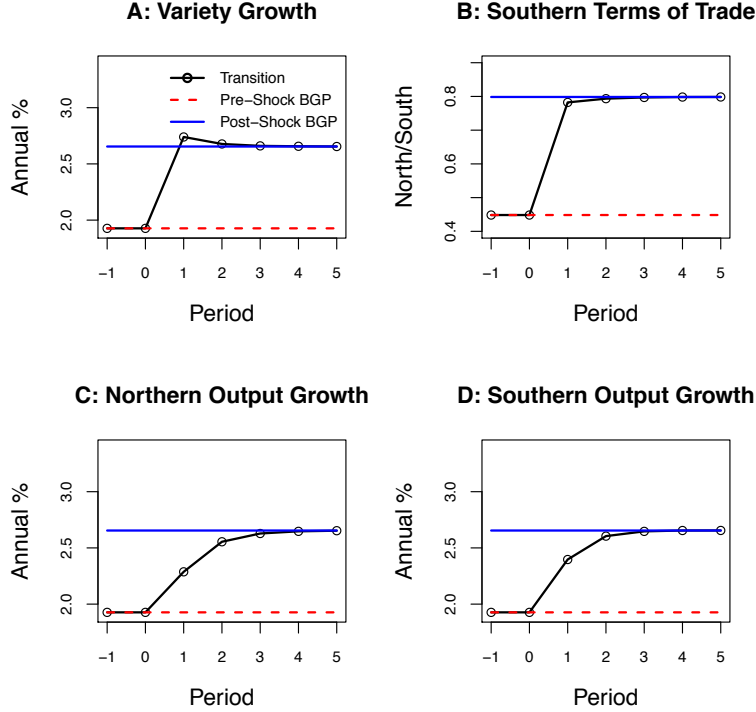 A: Variety Growth
Annual %
3.0
2.5
2.0
Transition
Pre−Shock BGP
Post−Shock BGP
−1 0 1 2 3 4 5
Period
B: Southern Terms of Trade
North/South
0.8
0.6
0.4
−1 0 1 2 3 4 5
Period
C: Northern Output Growth
Annual %
3.0
2.5
2.0
−1 0 1 2 3 4 5
Period
D: Southern Output Growth
Annual %
3.0
2.5
2.0
−1 0 1 2 3 4 5
Period